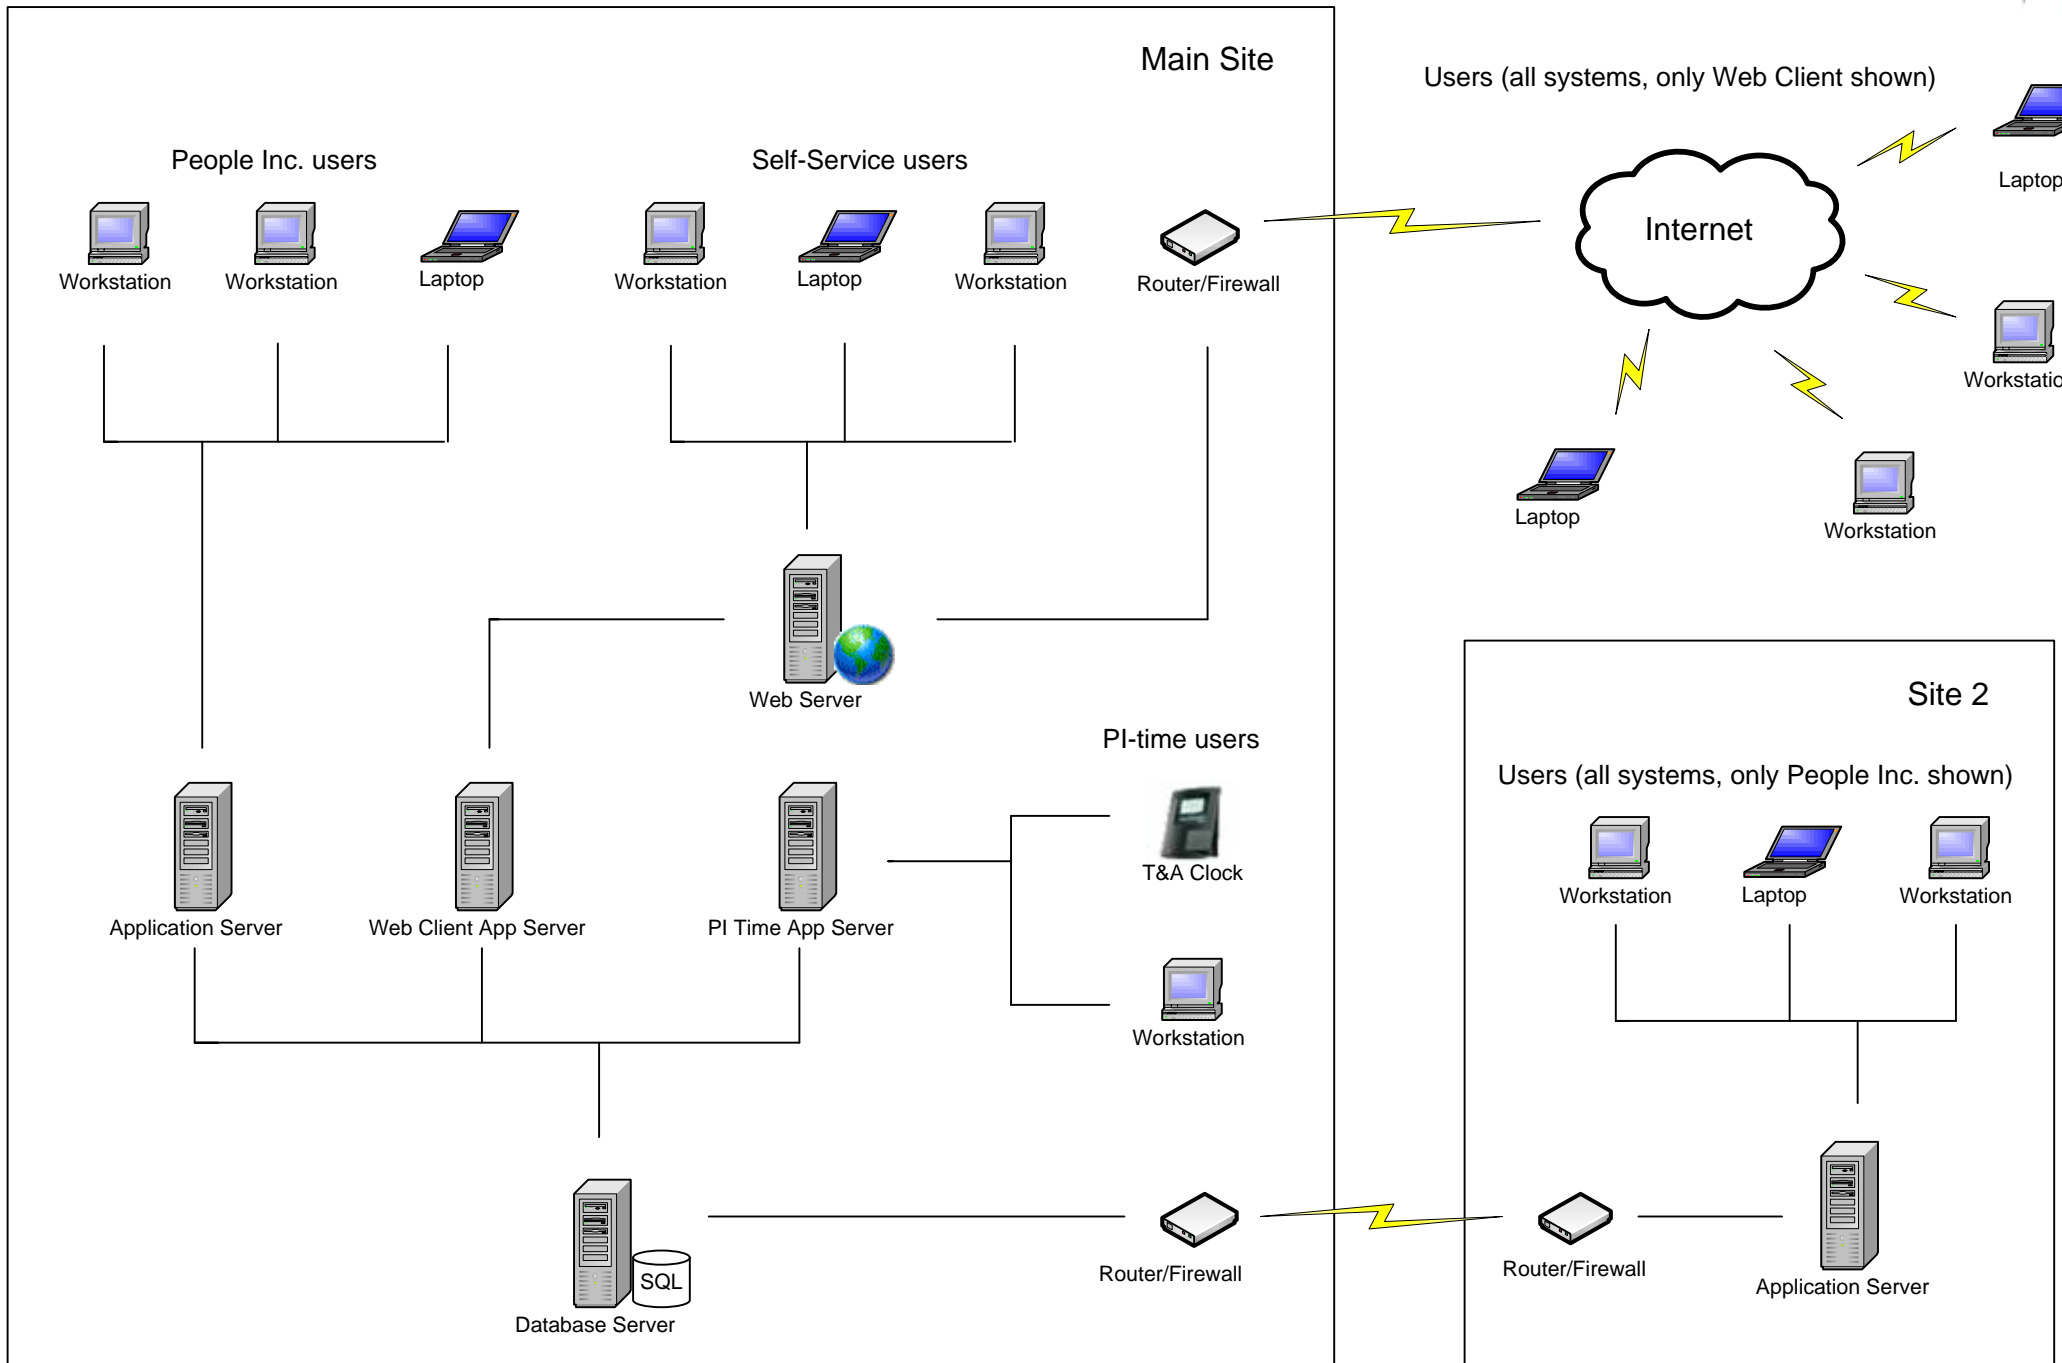 Main Site
Users (all systems, only Web Client shown)
People Inc. users
Self-Service users
Laptop
Internet
Workstation
Workstation
Laptop
Workstation
Laptop
Workstation
Router/Firewall
Workstatio
Laptop
Workstation
Web Server
Site 2
PI-time users
Users (all systems, only People Inc. shown)
T&A Clock
Workstation
Laptop
Workstation
Application Server
Web Client App Server
PI Time App Server
Workstation
SQL
Database Server
Router/Firewall
Router/Firewall
Application Server